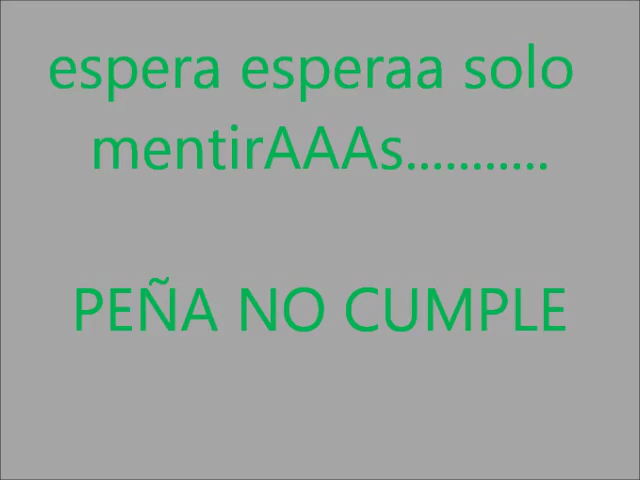 espera esperaa solo
mentirAAAs...........
PEÑA NO CUMPLE